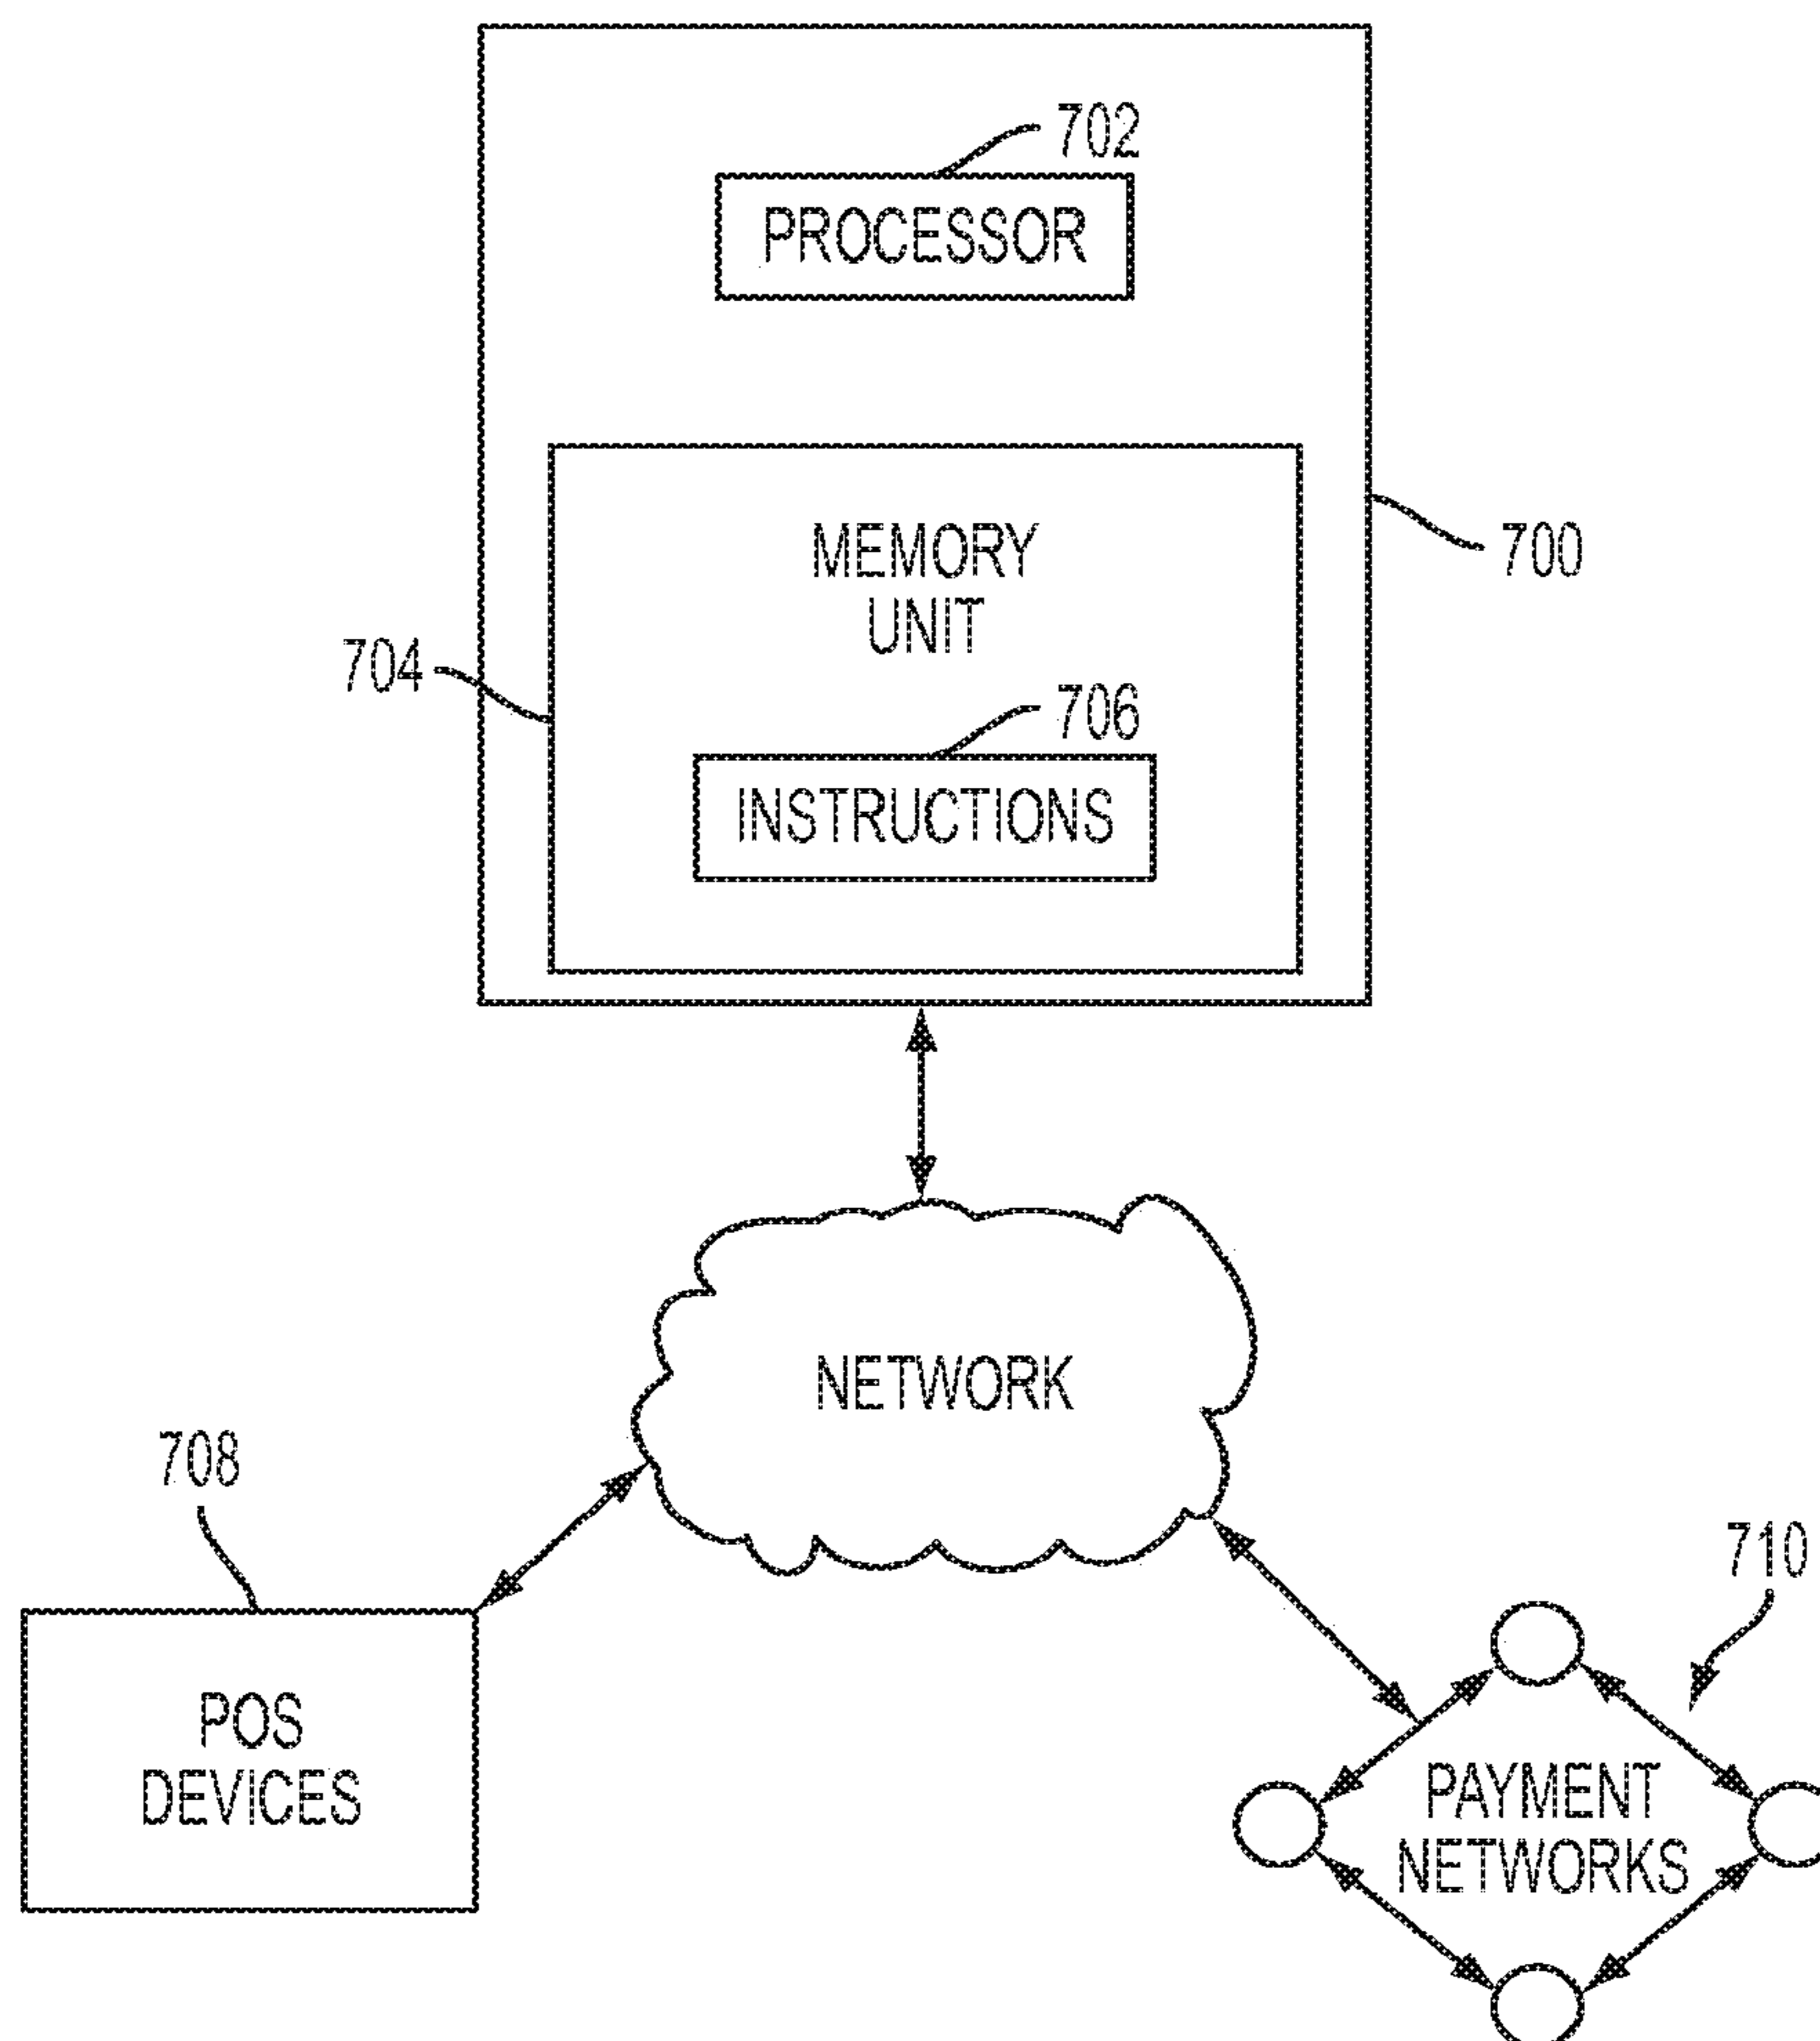 702
PROCESSOR
MEMORY
UNIT
700
704
706
INSTRUCTIONS
NETWORK
708
710
POS
DEVICES
PAYMENT
NETWORKS